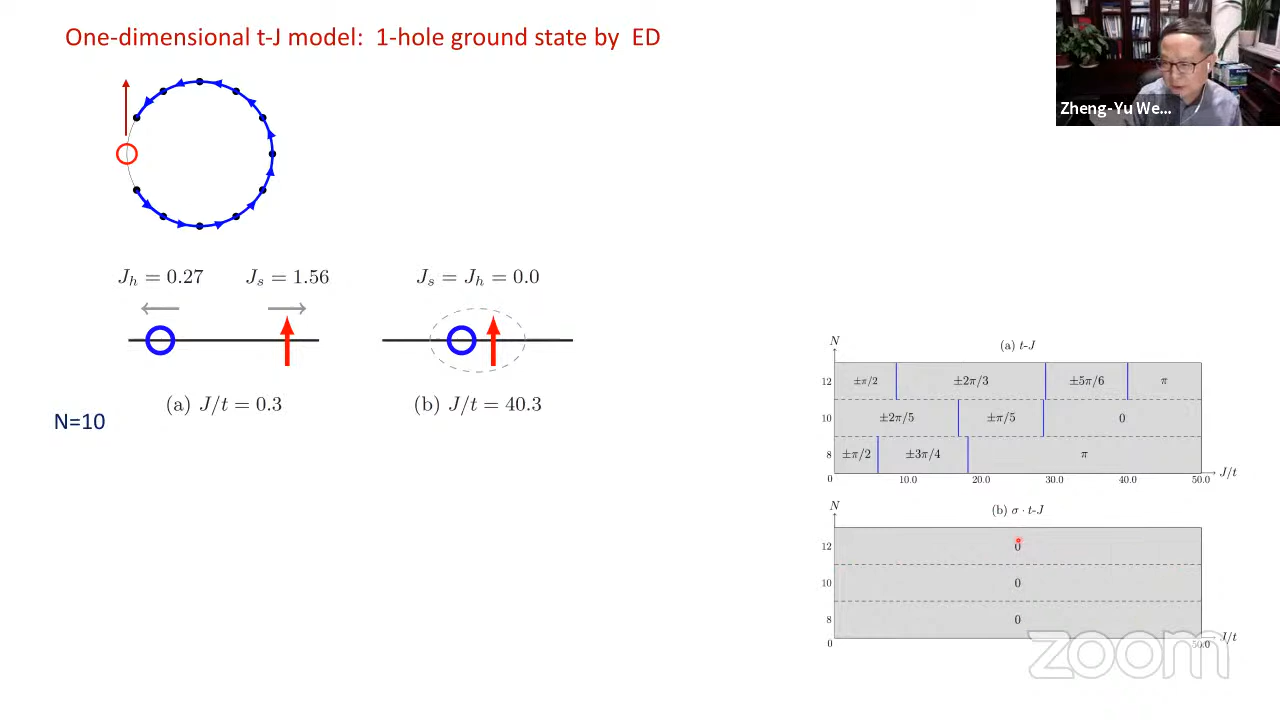 One-dimensional t-J model: 1-hole ground state by ED
Zheng-Yu We...
J_h = 0.27
J_s = 1.56
J_s = J_h = 0.0
(a) J/t = 0.3
(b) J/t = 40.3
N=10
N
(a) t-J
12
±π/2
±2π/3
±5π/6
π
10
±2π/5
±π/5
0
8
±π/2
±3π/4
π
0
10.0
20.0
30.0
40.0
50.0
J/t
N
(b) σ · t-J
12
0
10
0
8
0
0
50.0
J/t
zoom